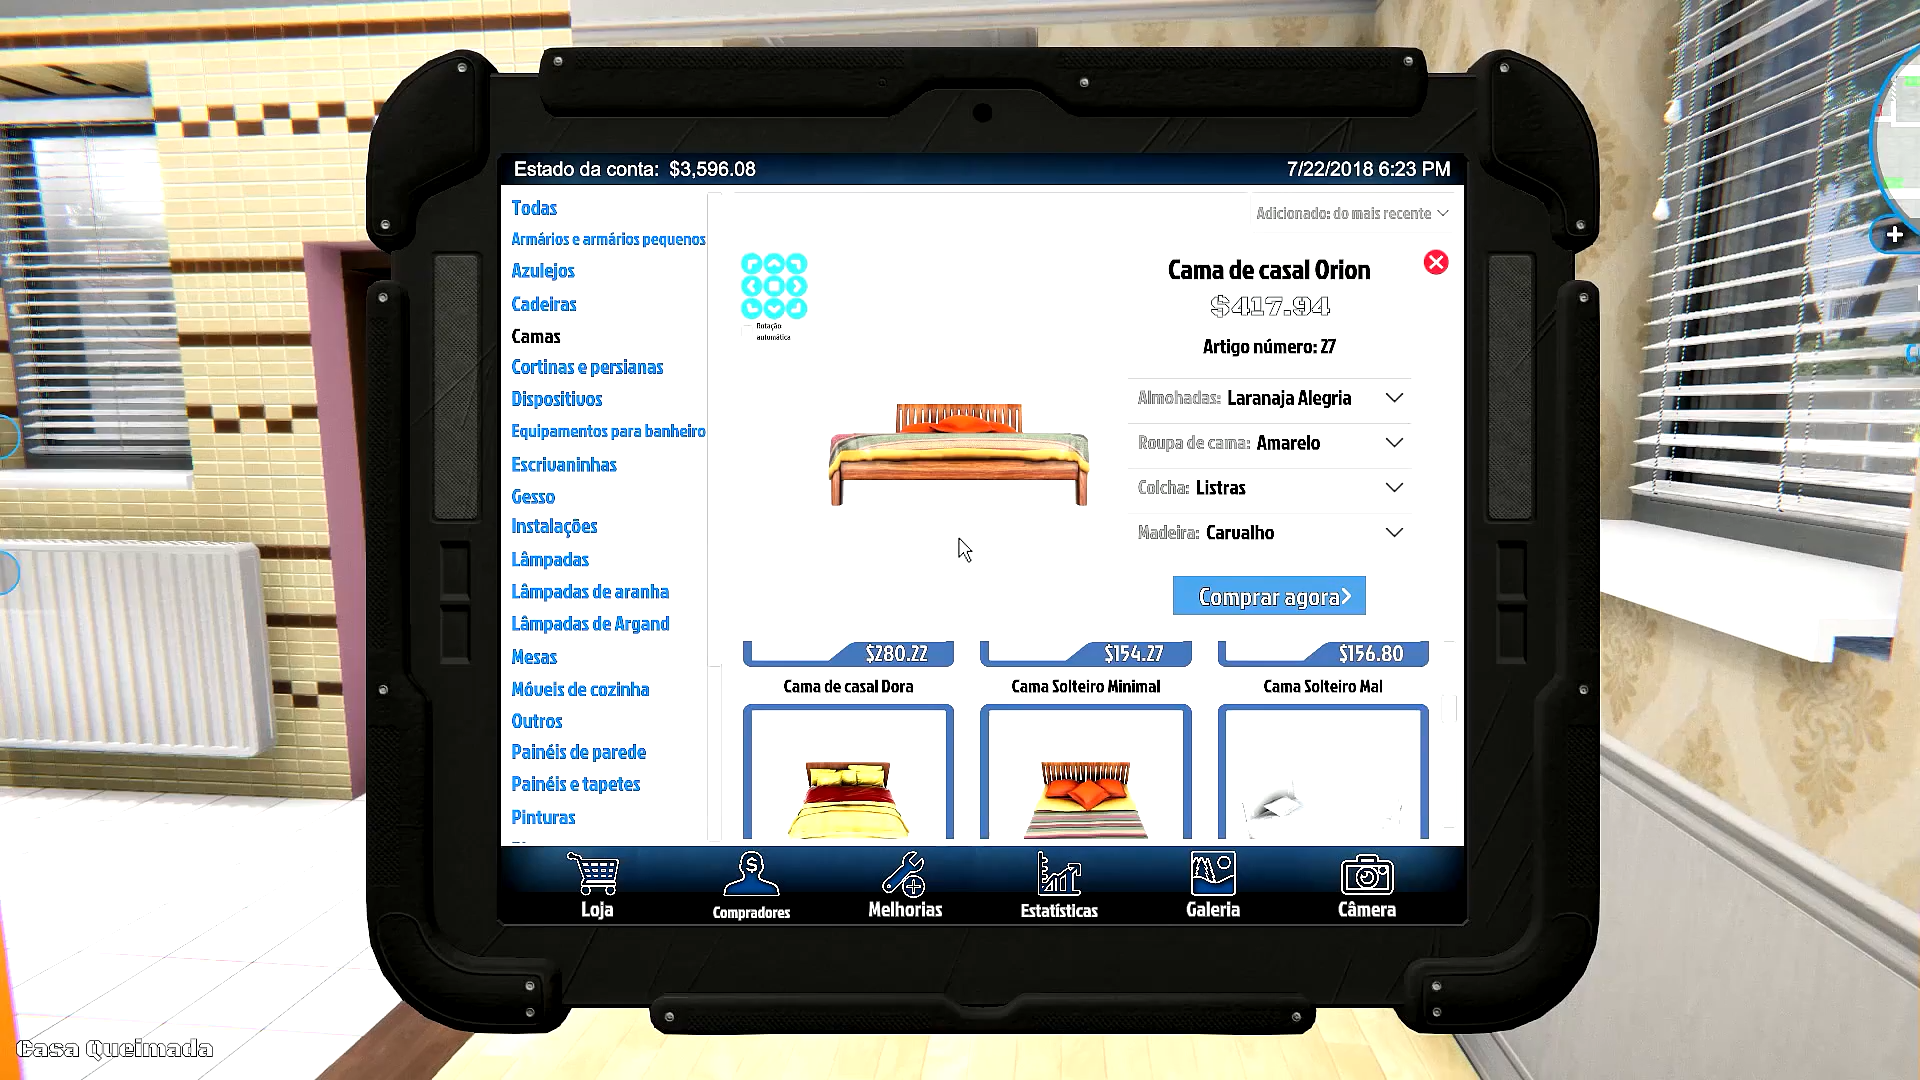 Estado da conta: $3,596.08
7/22/2018 6:23 PM
Todas
Armários e armários pequenos
Azulejos
Cadeiras
Camas
Cortinas e persianas
Dispositivos
Equipamentos para banheiro
Escrivaninhas
Gesso
Instalações
Lâmpadas
Lâmpadas de aranha
Lâmpadas de Argand
Mesas
Móveis de cozinha
Outros
Painéis de parede
Painéis e tapetes
Pinturas
Adicionado: do mais recente
Rotação
automática
Cama de casal Orion
$417.94
Artigo número: 27
Almohadas: Laranaja Alegria
Roupa de cama: Amarelo
Colcha: Listras
Madeira: Carvalho
Comprar agora
$280.22
$154.27
$156.80
Cama de casal Dora
Cama Solteiro Minimal
Cama Solteiro Mal
Loja
Compradores
Melhorias
Estatísticas
Galeria
Câmera
Casa Queimada